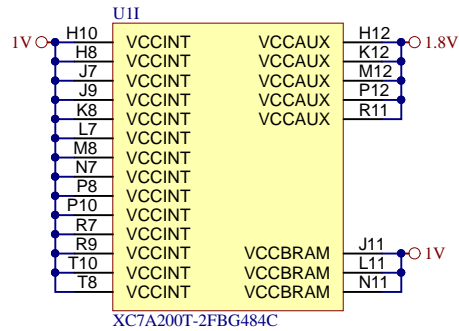 U1I
1V H10 VCCINT VCCAUX H12 1.8V
H8 VCCINT VCCAUX K12
J7 VCCINT VCCAUX M12
J9 VCCINT VCCAUX P12
K8 VCCINT VCCAUX R11
L7 VCCINT
M8 VCCINT
N7 VCCINT
P8 VCCINT
P10 VCCINT
R7 VCCINT
R9 VCCINT VCCBRAM J11 1V
T10 VCCINT VCCBRAM L11
T8 VCCINT VCCBRAM N11
XC7A200T-2FBG484C